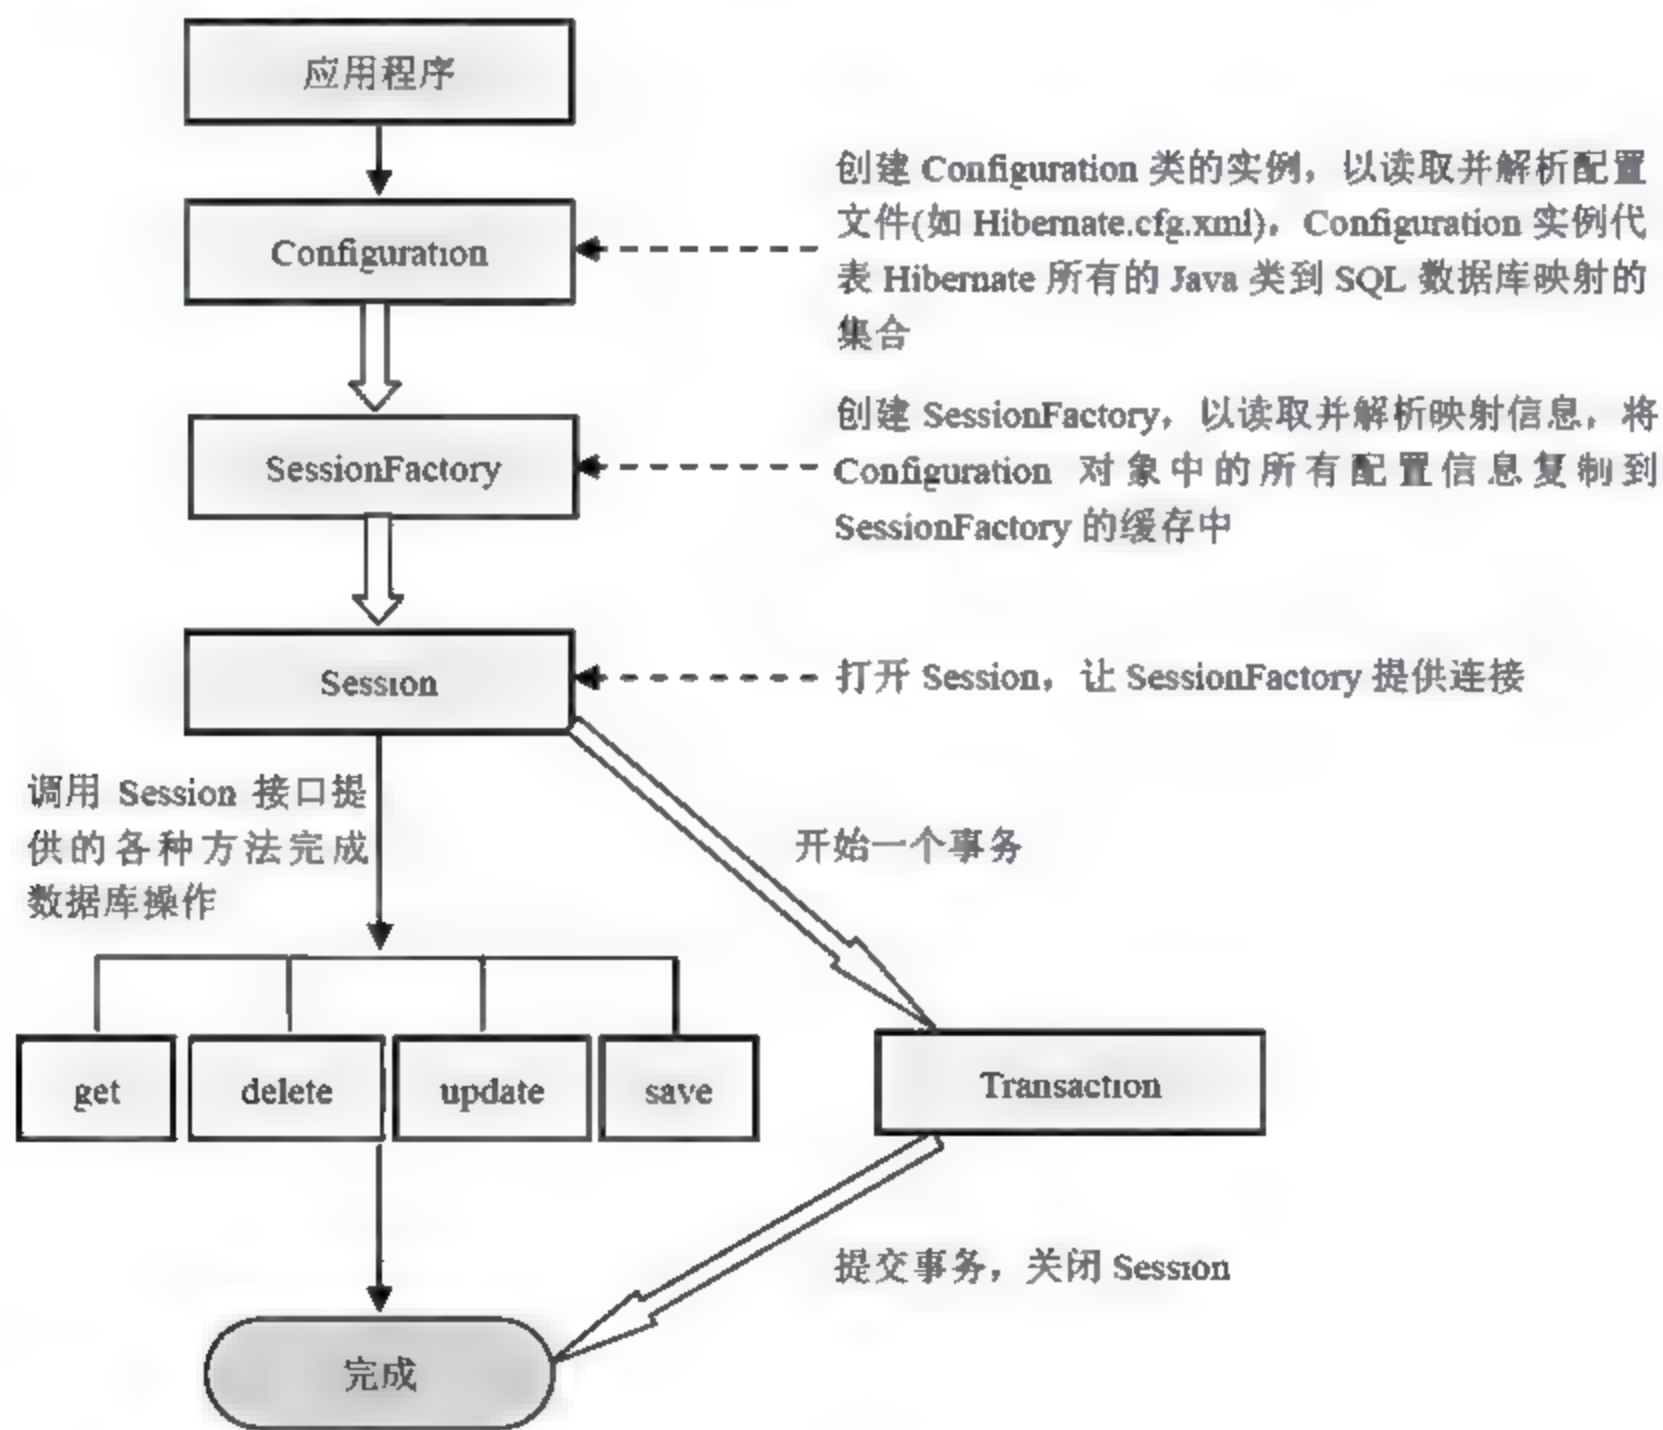 应用程序
Configuration
创建 Configuration 类的实例，以读取并解析配置
文件(如 Hibernate.cfg.xml)，Configuration 实例代
表 Hibernate 所有的 Java 类到 SQL 数据库映射的
集合
SessionFactory
创建 SessionFactory，以读取并解析映射信息，将
Configuration 对象中的所有配置信息复制到
SessionFactory 的缓存中
Session
打开 Session，让 SessionFactory 提供连接
调用 Session 接口提
供的各种方法完成
数据库操作
开始一个事务
get
delete
update
save
Transaction
提交事务，关闭 Session
完成